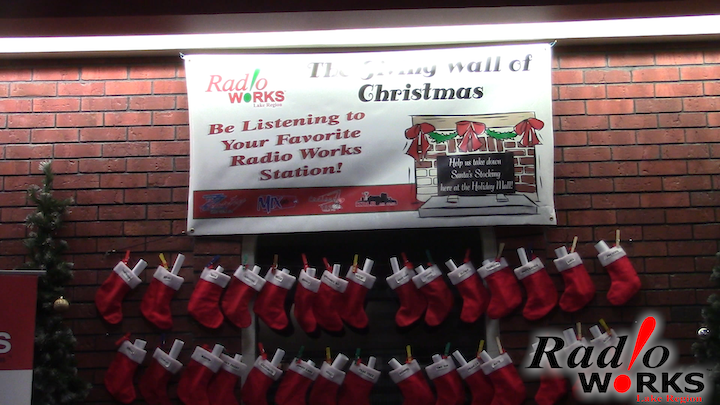 The Giving Wall of
Christmas
Radio
WORKS
Lake Region
Be Listening to
Your Favorite
Radio Works
Station!
Help us take down
Santa's Stocking
here at the Holiday Mall!
S
Rad!o
WORKS
Lake Region